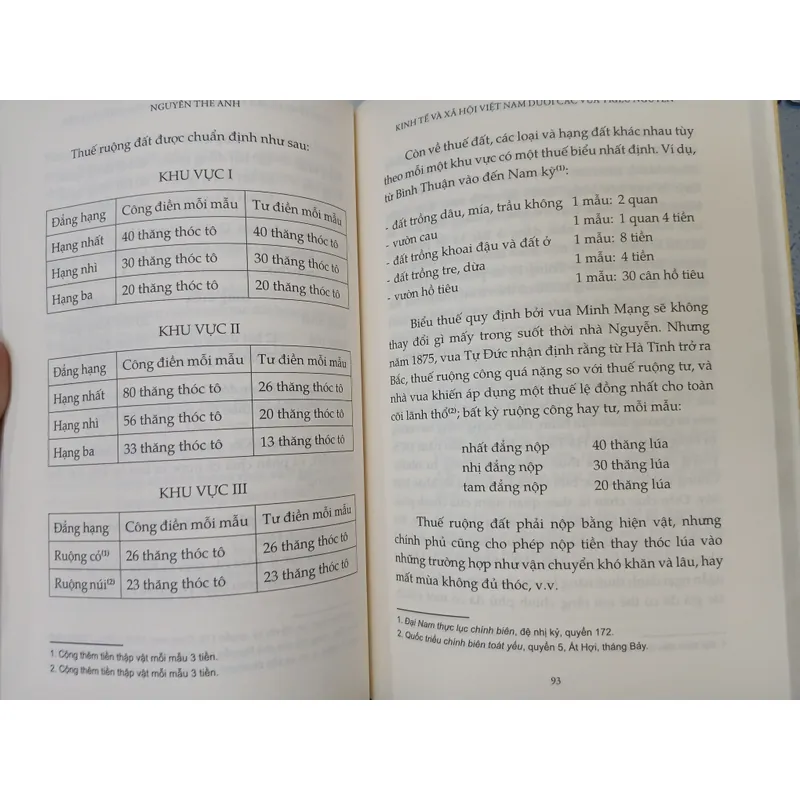 NGUYỄN THẾ ANH
Thuế ruộng đất được chuẩn định như sau:
KHU VỰC I
Đẳng hạng Công điền mỗi mẫu Tư điền mỗi mẫu
Hạng nhất 40 thăng thóc tô 40 thăng thóc tô
Hạng nhì 30 thăng thóc tô 30 thăng thóc tô
Hạng ba 20 thăng thóc tô 20 thăng thóc tô
KHU VỰC II
Đẳng hạng Công điền mỗi mẫu Tư điền mỗi mẫu
Hạng nhất 80 thăng thóc tô 26 thăng thóc tô
Hạng nhì 56 thăng thóc tô 20 thăng thóc tô
Hạng ba 33 thăng thóc tô 13 thăng thóc tô
KHU VỰC III
Đẳng hạng Công điền mỗi mẫu Tư điền mỗi mẫu
Ruộng cỏ(1) 26 thăng thóc tô 26 thăng thóc tô
Ruộng núi(2) 23 thăng thóc tô 23 thăng thóc tô
1. Cộng thêm tiền thập vật mỗi mẫu 3 tiền.
2. Cộng thêm tiền thập vật mỗi mẫu 3 tiền.
KINH TẾ VÀ XÃ HỘI VIỆT NAM DƯỚI CÁC VUA TRIỀU NGUYỄN
Còn về thuế đất, các loại và hạng đất khác nhau tùy
theo mỗi một khu vực có một thuế biểu nhất định. Ví dụ,
từ Bình Thuận vào đến Nam kỳ(1):
- đất trồng dâu, mía, trầu không 1 mẫu: 2 quan
- vườn cau 1 mẫu: 1 quan 4 tiền
- đất trồng khoai đậu và đất ở 1 mẫu: 8 tiền
- đất trồng tre, dừa 1 mẫu: 4 tiền
- vườn hồ tiêu 1 mẫu: 30 cân hồ tiêu
Biểu thuế quy định bởi vua Minh Mạng sẽ không
thay đổi gì mấy trong suốt thời nhà Nguyễn. Nhưng
năm 1875, vua Tự Đức nhận định rằng từ Hà Tĩnh trở ra
Bắc, thuế ruộng công quá nặng so với thuế ruộng tư, và
nhà vua khiến áp dụng một thuế lệ đồng nhất cho toàn
cõi lãnh thổ(2); bất kỳ ruộng công hay tư, mỗi mẫu:
nhất đẳng nộp 40 thăng lúa
nhị đẳng nộp 30 thăng lúa
tam đẳng nộp 20 thăng lúa
Thuế ruộng đất phải nộp bằng hiện vật, nhưng
chính phủ cũng cho phép nộp tiền thay thóc lúa vào
những trường hợp như vận chuyển khó khăn và lâu, hay
mất mùa không đủ thóc, v.v.
1. Đại Nam thực lục chính biên, đệ nhị kỷ, quyển 172.
2. Quốc triều chính biên toát yếu, quyển 5, Ất Hợi, tháng Bảy.
93